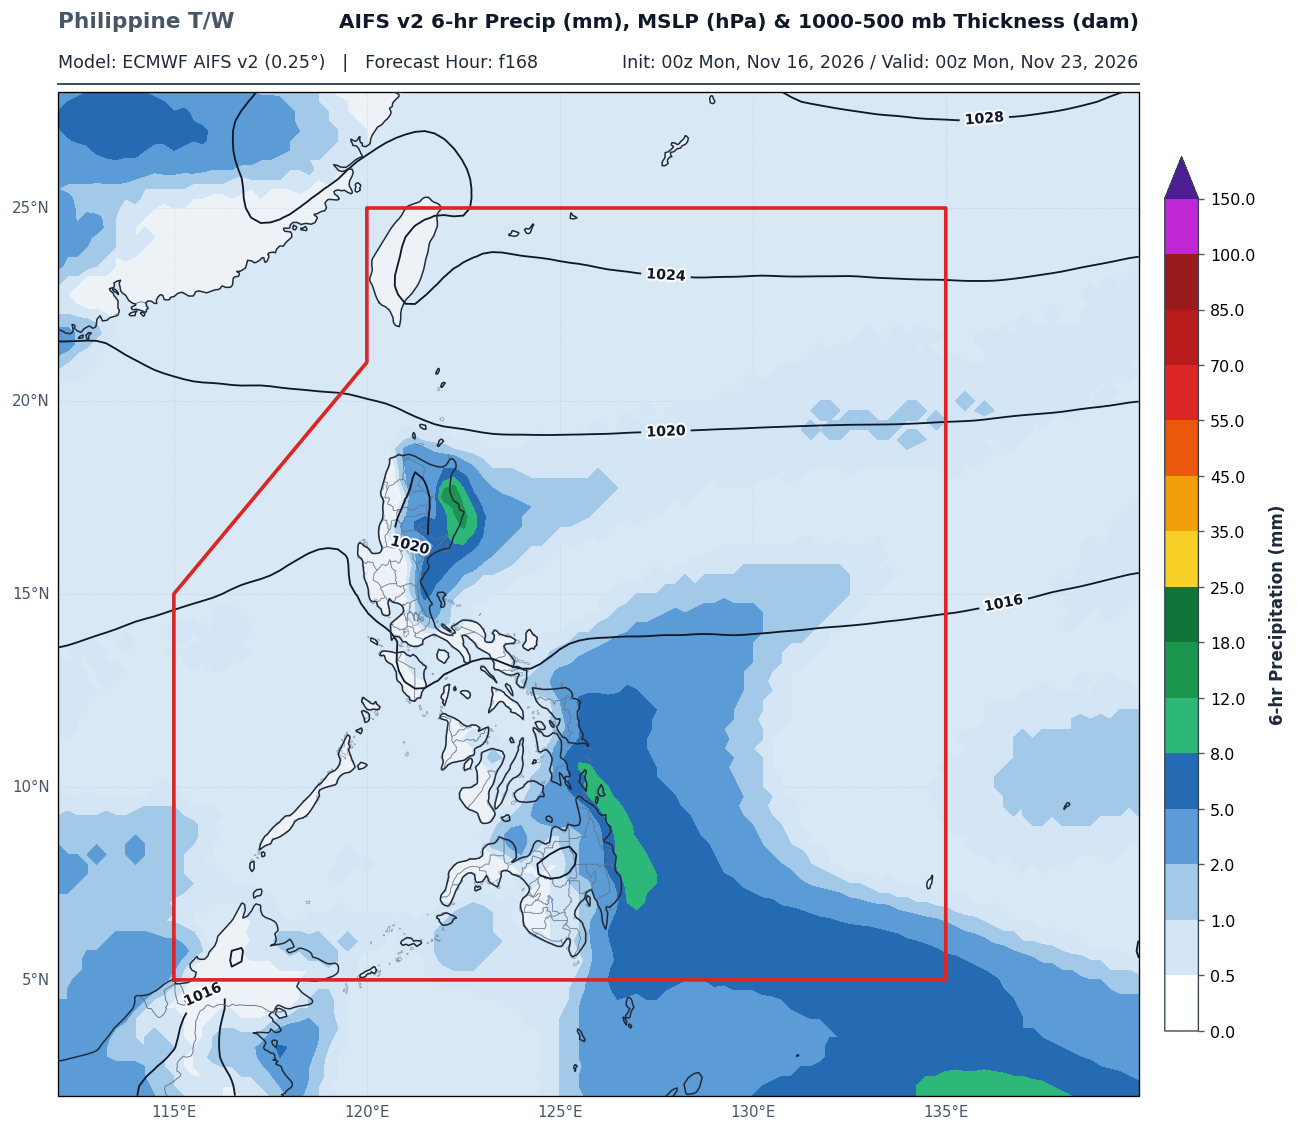 Philippine T/W
AIFS v2 6-hr Precip (mm), MSLP (hPa) & 1000-500 mb Thickness (dam)
Model: ECMWF AIFS v2 (0.25°) | Forecast Hour: f168
Init: 00z Mon, Nov 16, 2026 / Valid: 00z Mon, Nov 23, 2026
1028
1024
1020
1020
1016
1016
25°N
20°N
15°N
10°N
5°N
115°E
120°E
125°E
130°E
135°E
150.0
100.0
85.0
70.0
55.0
45.0
35.0
25.0
18.0
12.0
8.0
5.0
2.0
1.0
0.5
0.0
6-hr Precipitation (mm)